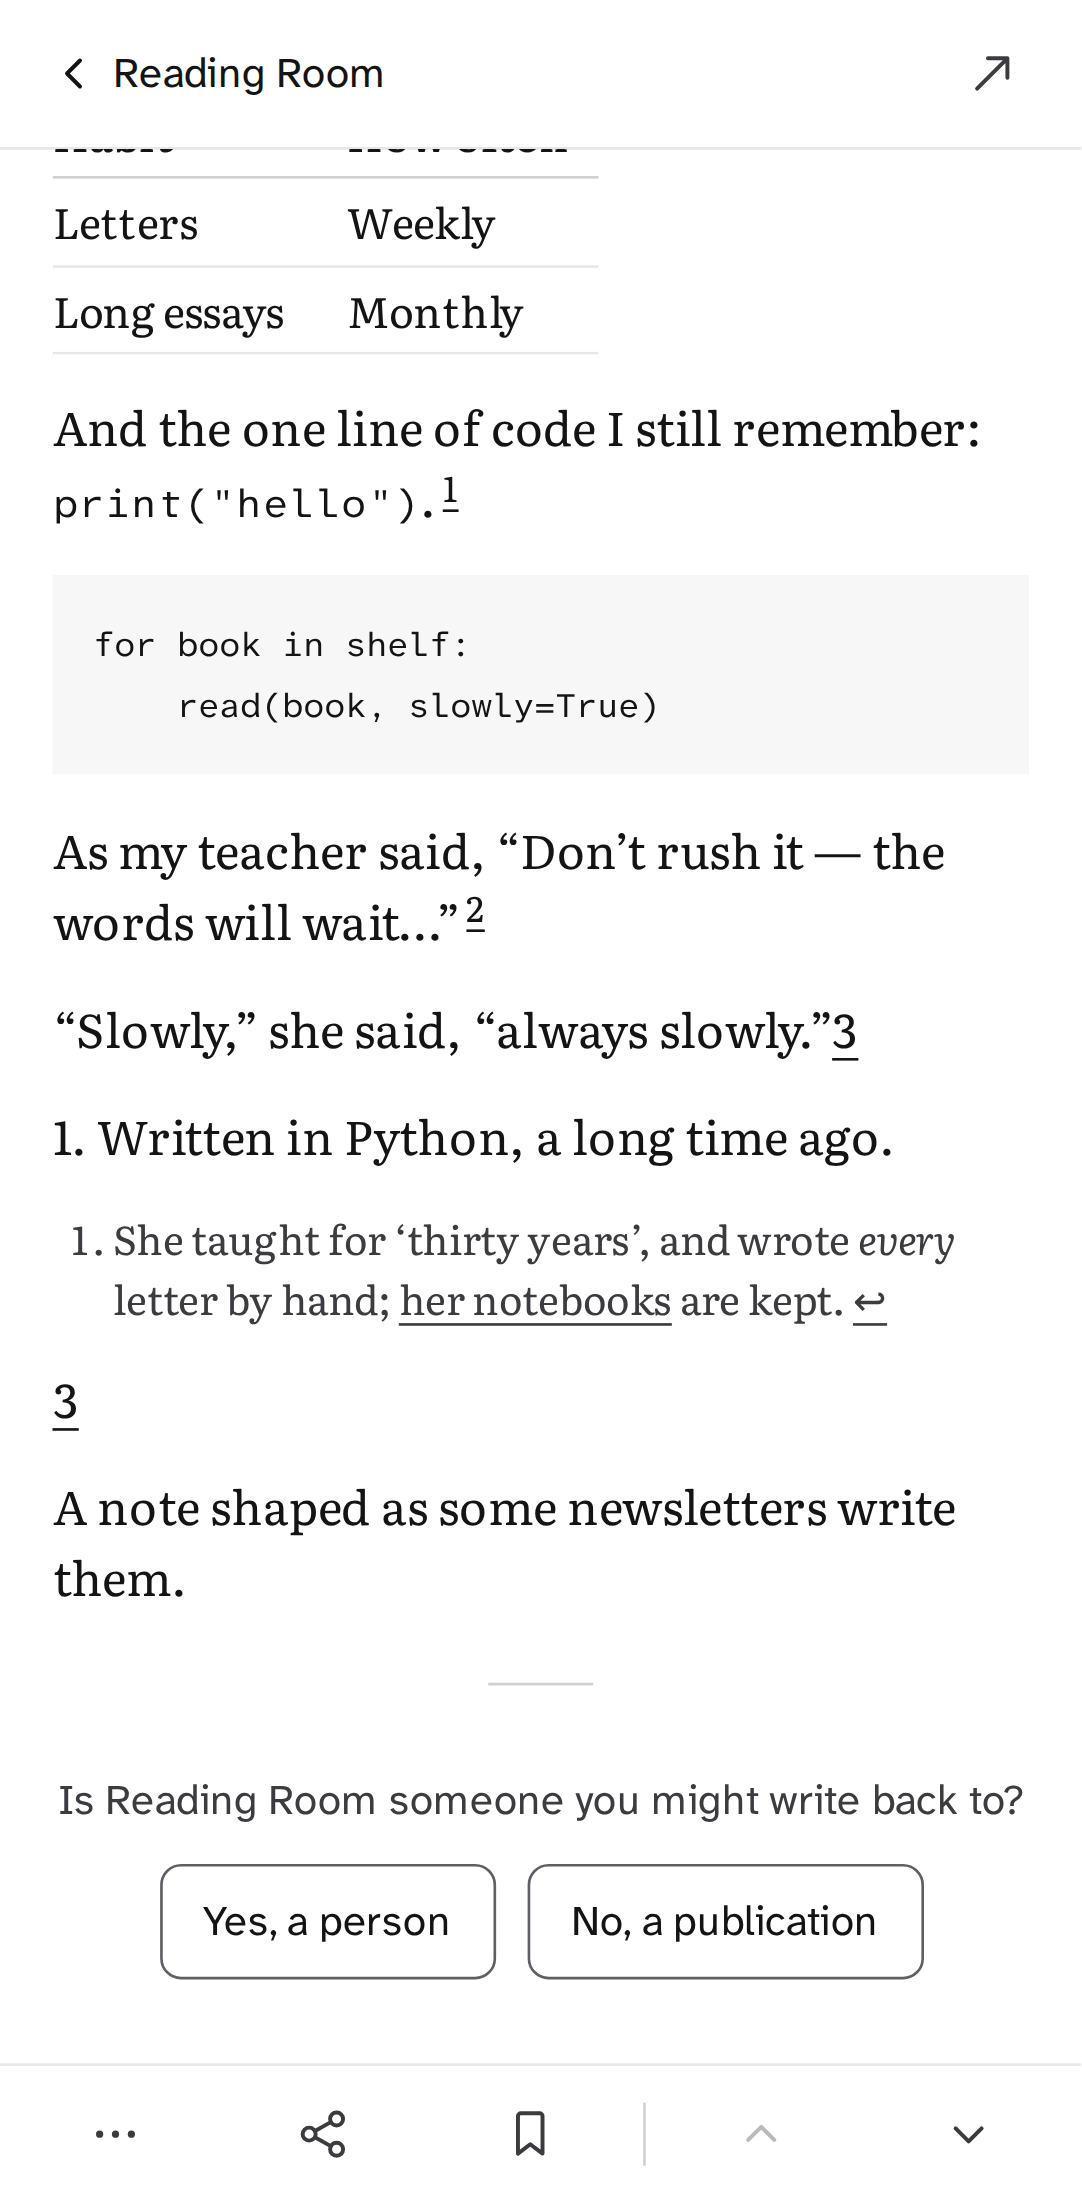 Reading Room
Letters Weekly
Long essays Monthly
And the one line of code I still remember:
print("hello").1
for book in shelf:
    read(book, slowly=True)
As my teacher said, “Don’t rush it — the
words will wait…”2
“Slowly,” she said, “always slowly.”3
1. Written in Python, a long time ago.
1. She taught for ‘thirty years’, and wrote every
letter by hand; her notebooks are kept. ↩
3
A note shaped as some newsletters write
them.
Is Reading Room someone you might write back to?
Yes, a person No, a publication